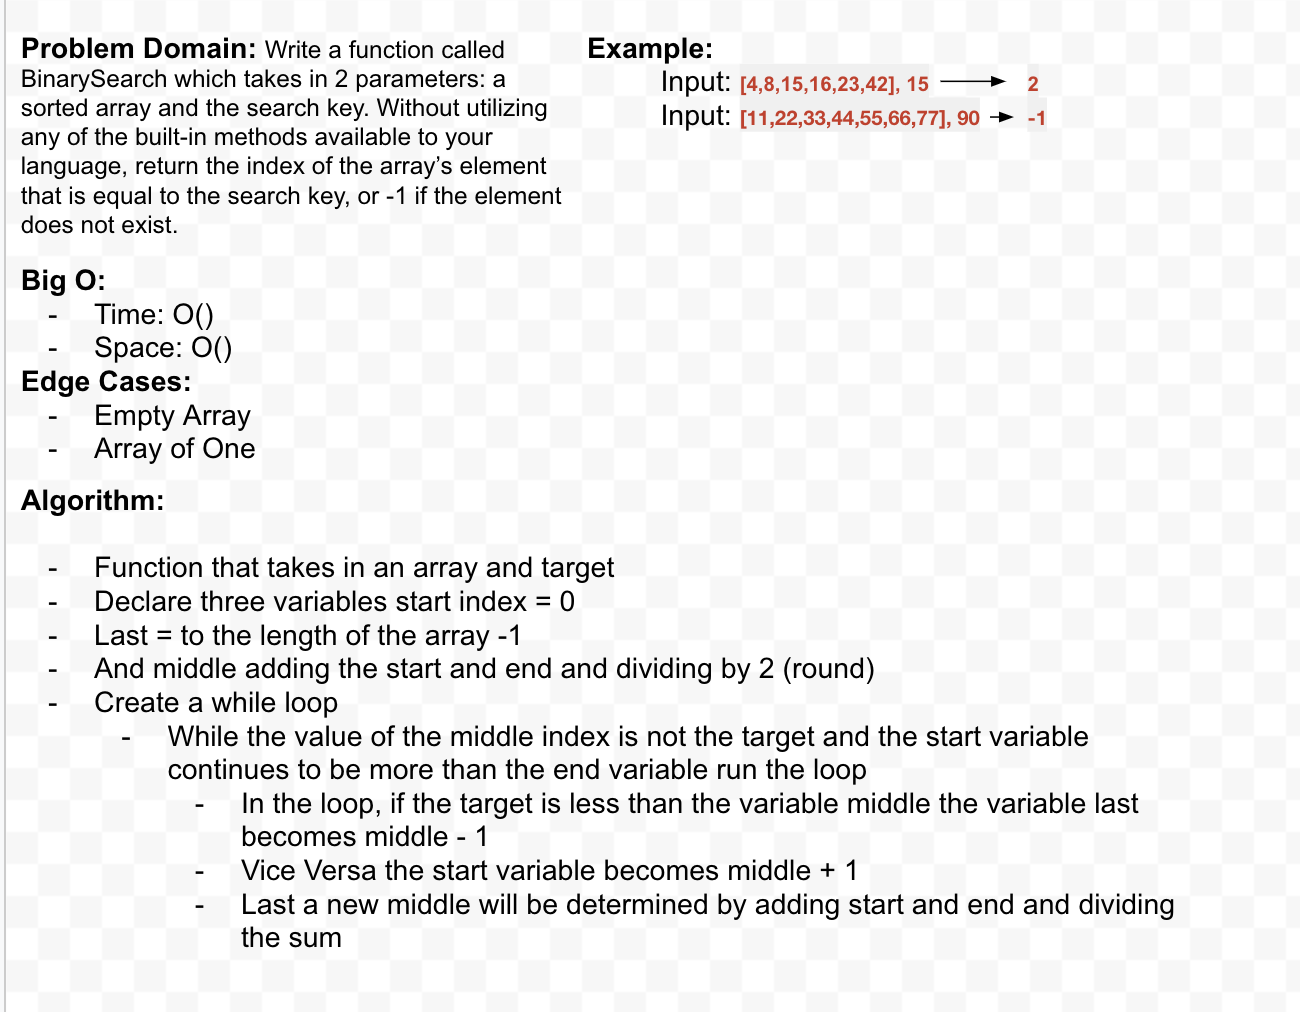 Problem Domain: Write a function called
BinarySearch which takes in 2 parameters: a
sorted array and the search key. Without utilizing
any of the built-in methods available to your
language, return the index of the array’s element
that is equal to the search key, or -1 if the element
does not exist.
Example:
Input: [4,8,15,16,23,42], 15 → 2
Input: [11,22,33,44,55,66,77], 90 → -1
Big O:
- Time: O()
- Space: O()
Edge Cases:
- Empty Array
- Array of One
Algorithm:
- Function that takes in an array and target
- Declare three variables start index = 0
- Last = to the length of the array -1
- And middle adding the start and end and dividing by 2 (round)
- Create a while loop
- While the value of the middle index is not the target and the start variable
continues to be more than the end variable run the loop
- In the loop, if the target is less than the variable middle the variable last
becomes middle - 1
- Vice Versa the start variable becomes middle + 1
- Last a new middle will be determined by adding start and end and dividing
the sum